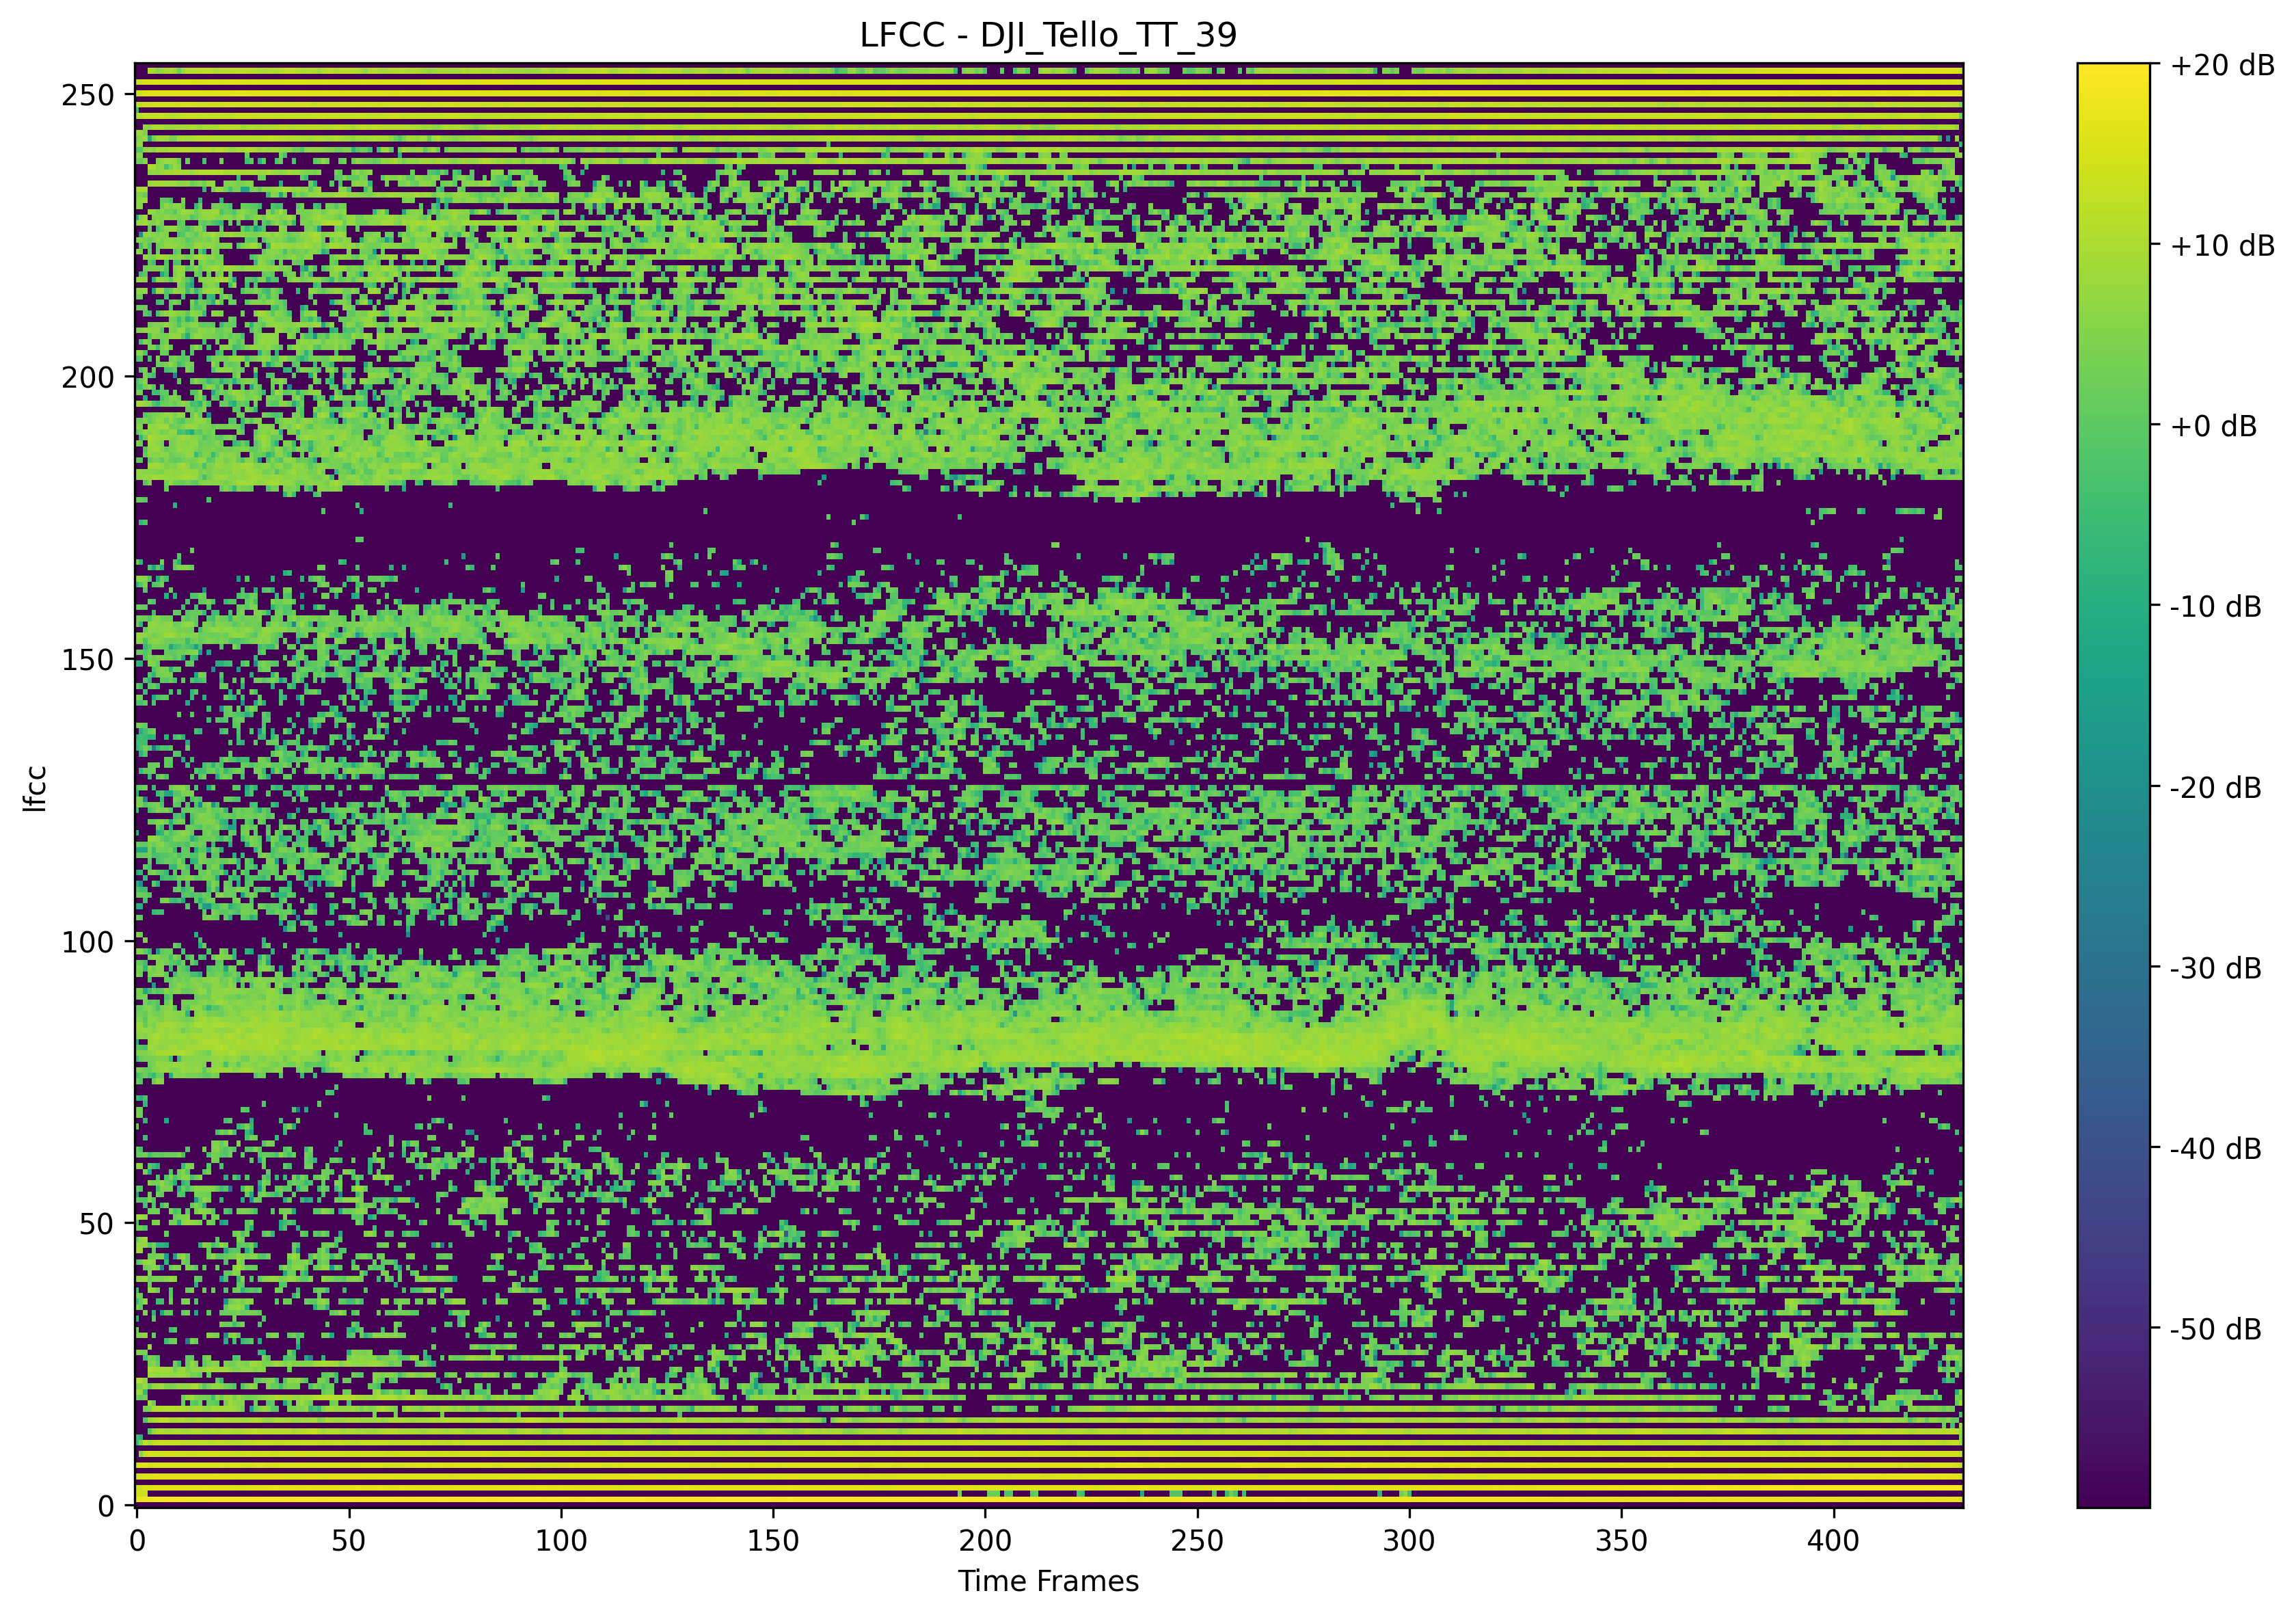 LFCC - DJI_Tello_TT_39
lfcc
250
200
150
100
50
0
0 50 100 150 200 250 300 350 400
Time Frames
+20 dB
+10 dB
+0 dB
-10 dB
-20 dB
-30 dB
-40 dB
-50 dB